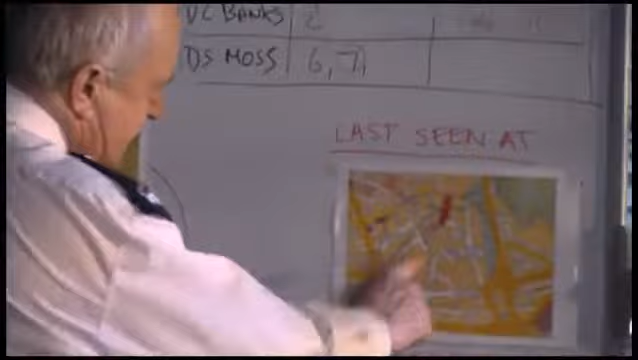 DC BANKS 2
DS MOSS 6, 7,
LAST SEEN AT